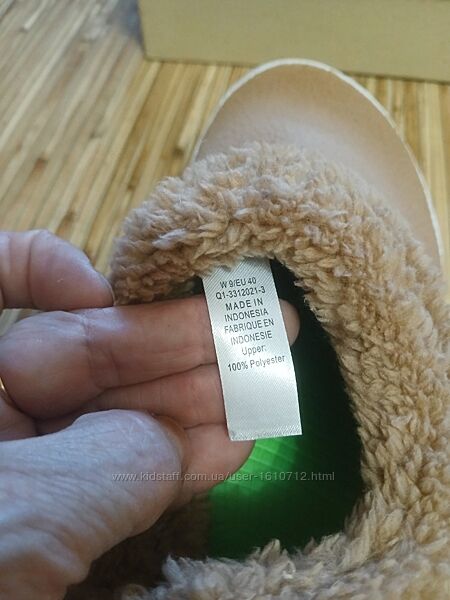 W 9/EU 40
Q1-3312021-3
MADE IN
INDONESIA
FABRIQUE EN
INDONESIE
Upper:
100% Polyester
www.kidstaff.com.ua/user-1610712.html